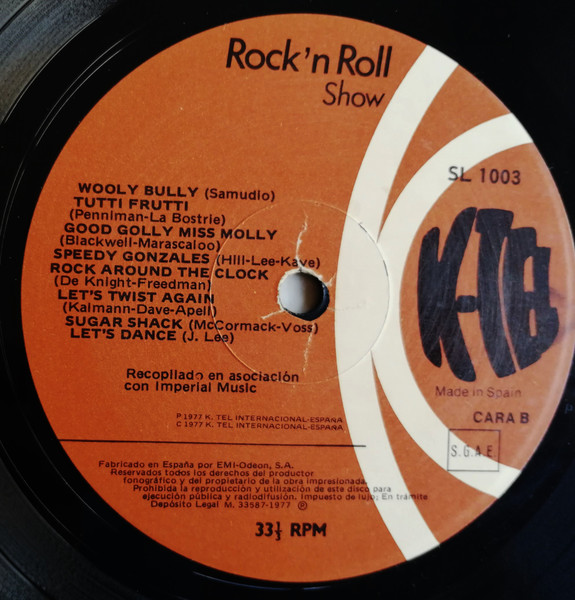 Rock'n Roll
Show
SL 1003
WOOLY BULLY (Samudio)
TUTTI FRUTTI
(Penniman-La Bostrie)
GOOD GOLLY MISS MOLLY
(Blackwell-Marascaloo)
SPEEDY GONZALES (Hill-Lee-Kaye)
ROCK AROUND THE CLOCK
(De Knight-Freedman)
LET'S TWIST AGAIN
(Kalmann-Dave-Apell)
SUGAR SHACK (McCormack-Voss)
LET'S DANCE (J. Lee)
K-TEL
Made in Spain
CARA B
S.G.A.E.
Recopilado en asociación
con Imperial Music
P 1977 K. TEL INTERNACIONAL-ESPAÑA
C 1977 K. TEL INTERNACIONAL-ESPAÑA
Fabricado en España por EMI-Odeon, S.A.
Reservados todos los derechos del productor
fonográfico y del propietario de la obra impresionada.
Prohibida la reproducción y utilización de este disco para
ejecución pública y radiodifusión. Impuesto de lujo: En trámite
Depósito Legal M. 33587-1977 ℗
33⅓ RPM